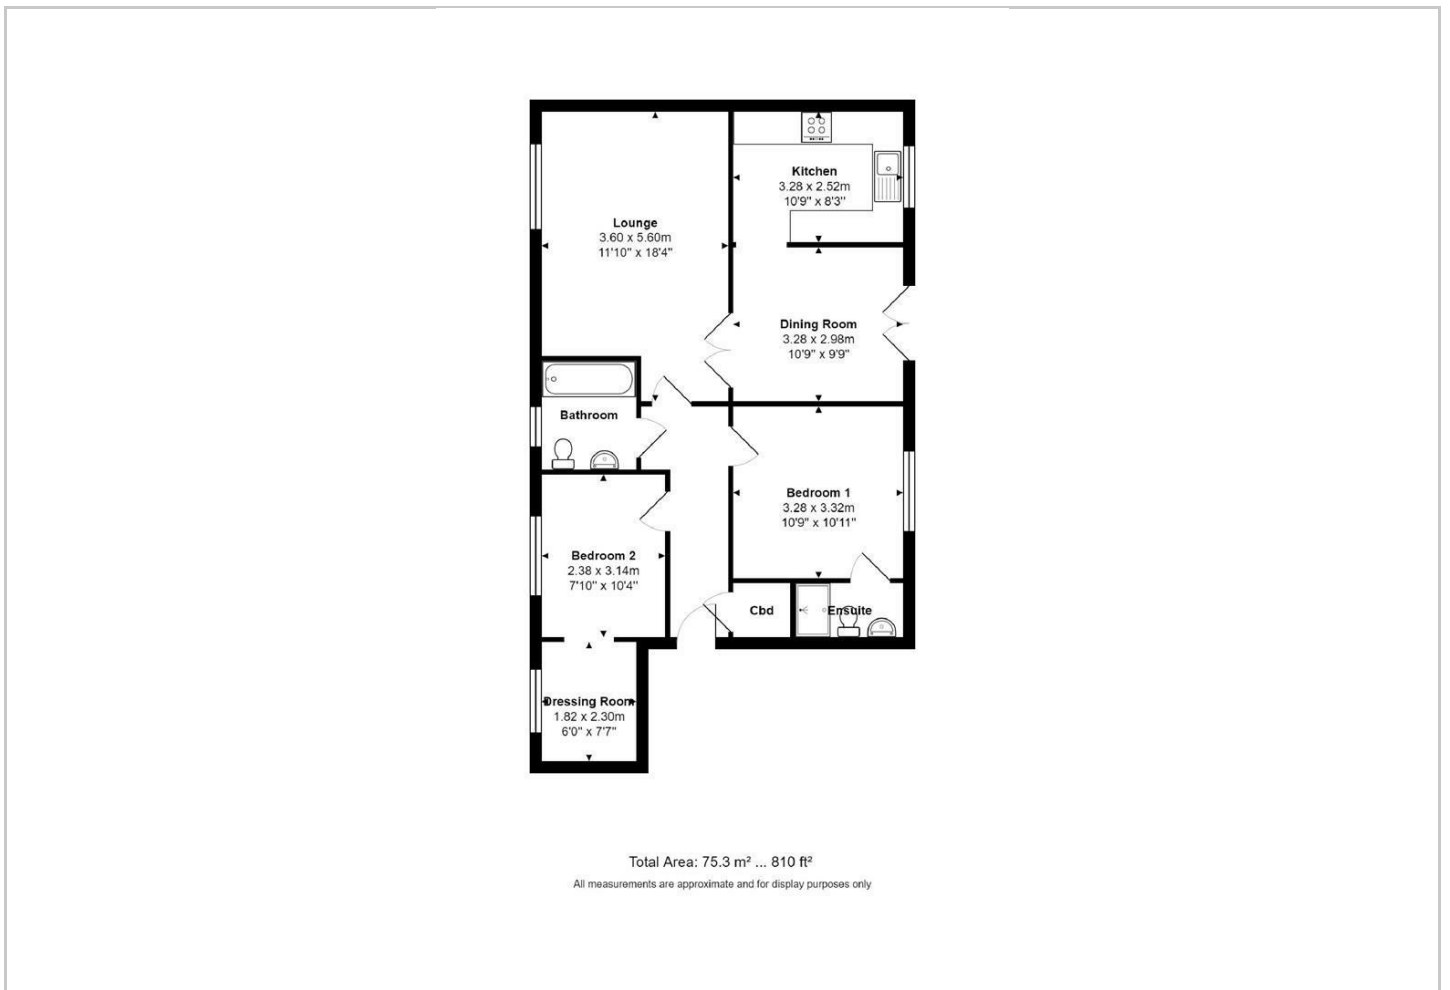 Kitchen
3.28 x 2.52m
10'9" x 8'3"
Lounge
3.60 x 5.60m
11'10" x 18'4"
Dining Room
3.28 x 2.98m
10'9" x 9'9"
Bathroom
Bedroom 1
3.28 x 3.32m
10'9" x 10'11"
Bedroom 2
2.38 x 3.14m
7'10" x 10'4"
Cbd
Ensuite
Dressing Room
1.82 x 2.30m
6'0" x 7'7"
Total Area: 75.3 m² ... 810 ft²
All measurements are approximate and for display purposes only